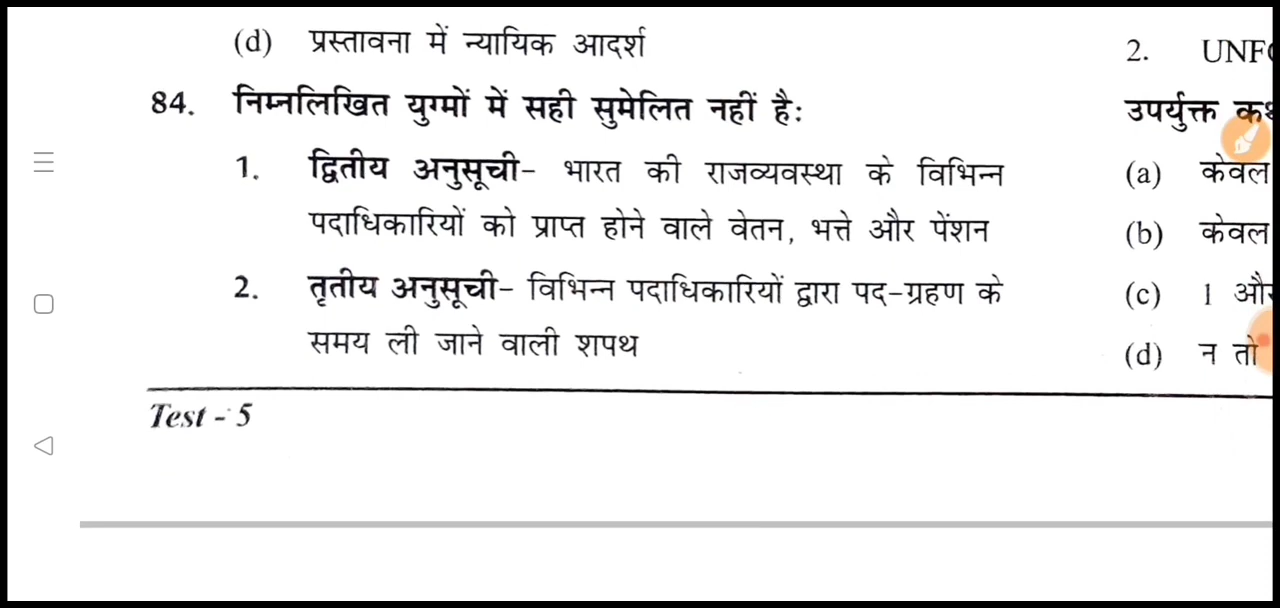 (d) प्रस्तावना में न्यायिक आदर्श
84. निम्नलिखित युग्मों में सही सुमेलित नहीं है:
1. द्वितीय अनुसूची- भारत की राजव्यवस्था के विभिन्न
पदाधिकारियों को प्राप्त होने वाले वेतन, भत्ते और पेंशन
2. तृतीय अनुसूची- विभिन्न पदाधिकारियों द्वारा पद-ग्रहण के
समय ली जाने वाली शपथ
Test - 5
2.
उपर्युक्त
(a) केवल
(b) केवल
(c) 1
(d) न तो